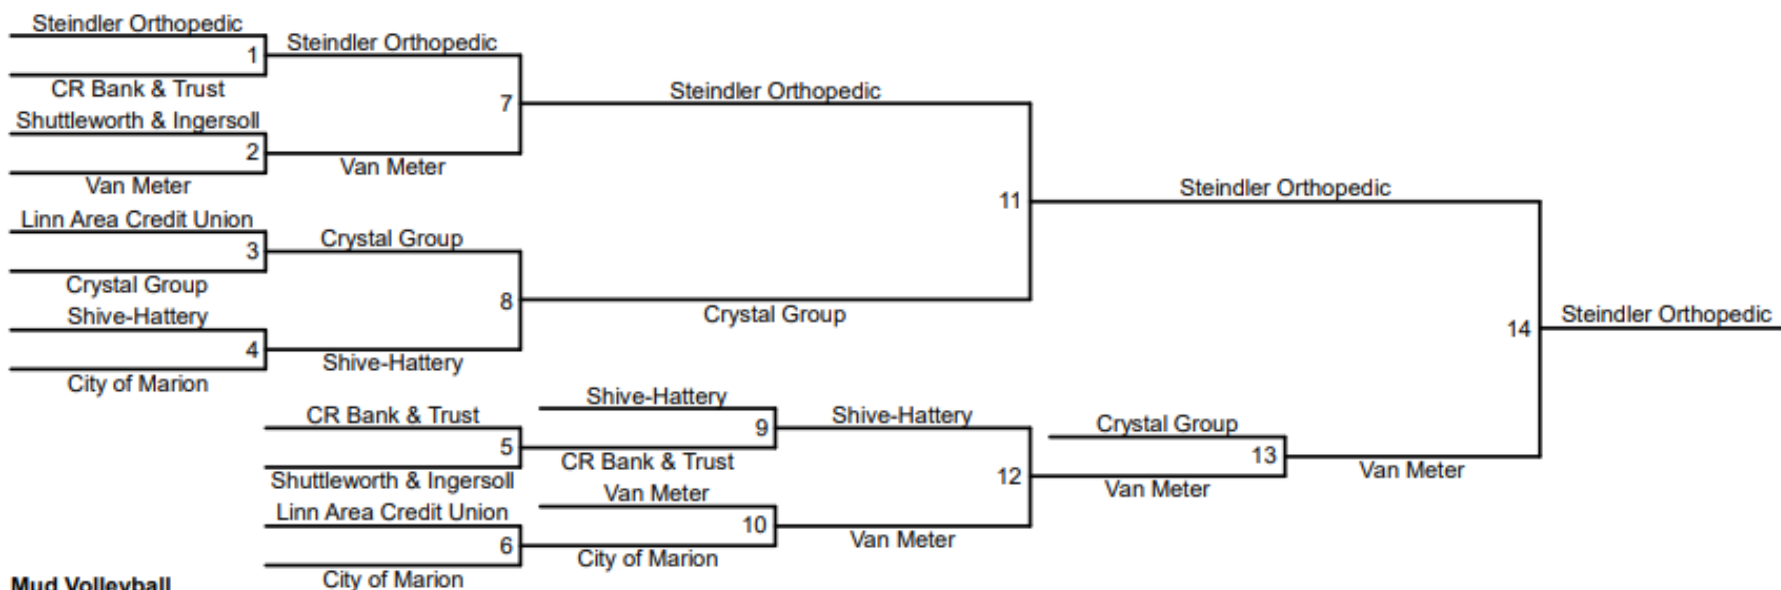 Steindler Orthopedic
1
CR Bank & Trust
Shuttleworth & Ingersoll
2
Van Meter
Linn Area Credit Union
3
Crystal Group
Shive-Hattery
4
City of Marion
Steindler Orthopedic
7
Van Meter
Crystal Group
8
Shive-Hattery
CR Bank & Trust
5
Shuttleworth & Ingersoll
Linn Area Credit Union
6
City of Marion
Steindler Orthopedic
11
Crystal Group
Shive-Hattery
9
CR Bank & Trust
Van Meter
10
City of Marion
Shive-Hattery
12
Van Meter
Steindler Orthopedic
14
Crystal Group
13
Van Meter
Van Meter
Steindler Orthopedic
Mud Volleyball